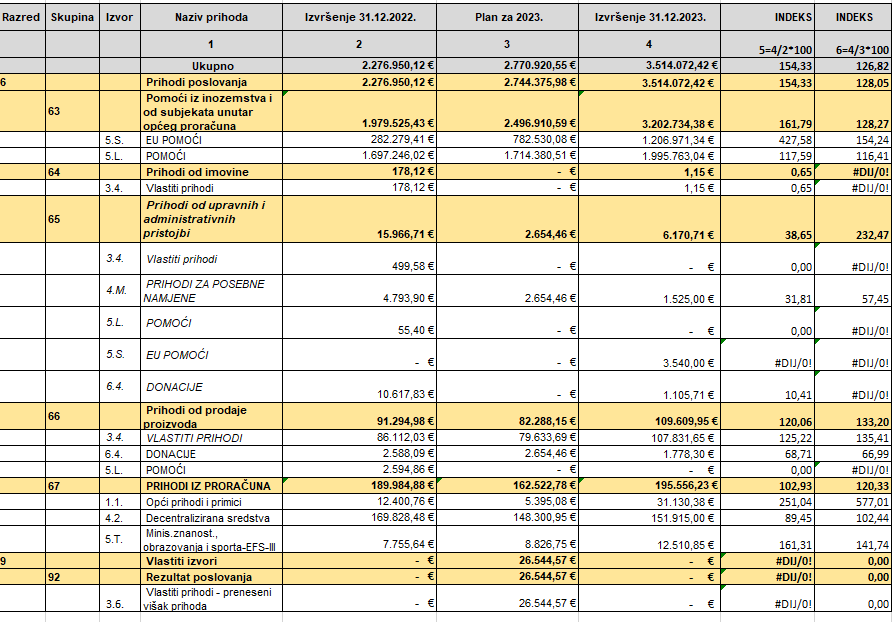 Razred Skupina Izvor Naziv prihoda Izvršenje 31.12.2022. Plan za 2023. Izvršenje 31.12.2023. INDEKS INDEKS
1 2 3 4 5=4/2*100 6=4/3*100
Ukupno 2.276.950,12 € 2.770.920,55 € 3.514.072,42 € 154,33 126,82
6 Prihodi poslovanja 2.276.950,12 € 2.744.375,98 € 3.514.072,42 € 154,33 128,05
63 Pomoći iz inozemstva i
od subjekata unutar
općeg proračuna 1.979.525,43 € 2.496.910,59 € 3.202.734,38 € 161,79 128,27
5.S. EU POMOĆI 282.279,41 € 782.530,08 € 1.206.971,34 € 427,58 154,24
5.L. POMOĆI 1.697.246,02 € 1.714.380,51 € 1.995.763,04 € 117,59 116,41
64 Prihodi od imovine 178,12 € - € 1,15 € 0,65 #DIJ/0!
3.4. Vlastiti prihodi 178,12 € - € 1,15 € 0,65 #DIJ/0!
65 Prihodi od upravnih i
administrativnih
pristojbi 15.966,71 € 2.654,46 € 6.170,71 € 38,65 232,47
3.4. Vlastiti prihodi 499,58 € - € - € 0,00 #DIJ/0!
4.M. PRIHODI ZA POSEBNE
NAMJENE 4.793,90 € 2.654,46 € 1.525,00 € 31,81 57,45
5.L. POMOĆI 55,40 € - € - € 0,00 #DIJ/0!
5.S. EU POMOĆI - € - € 3.540,00 € #DIJ/0! #DIJ/0!
6.4. DONACIJE 10.617,83 € - € 1.105,71 € 10,41 #DIJ/0!
66 Prihodi od prodaje
proizvoda 91.294,98 € 82.288,15 € 109.609,95 € 120,06 133,20
3.4. VLASTITI PRIHODI 86.112,03 € 79.633,69 € 107.831,65 € 125,22 135,41
6.4. DONACIJE 2.588,09 € 2.654,46 € 1.778,30 € 68,71 66,99
5.L. POMOĆI 2.594,86 € - € - € 0,00 #DIJ/0!
67 PRIHODI IZ PRORAČUNA 189.984,88 € 162.522,78 € 195.556,23 € 102,93 120,33
1.1. Opći prihodi i primici 12.400,76 € 5.395,08 € 31.130,38 € 251,04 577,01
4.2. Decentralizirana sredstva 169.828,48 € 148.300,95 € 151.915,00 € 89,45 102,44
5.T. Minis.znanost.,
obrazovanja i sporta-EFS-III 7.755,64 € 8.826,75 € 12.510,85 € 161,31 141,74
9 Vlastiti izvori - € 26.544,57 € - € #DIJ/0! 0,00
92 Rezultat poslovanja - € 26.544,57 € - € #DIJ/0! 0,00
3.6. Vlastiti prihodi - preneseni
višak prihoda - € 26.544,57 € - € #DIJ/0! 0,00